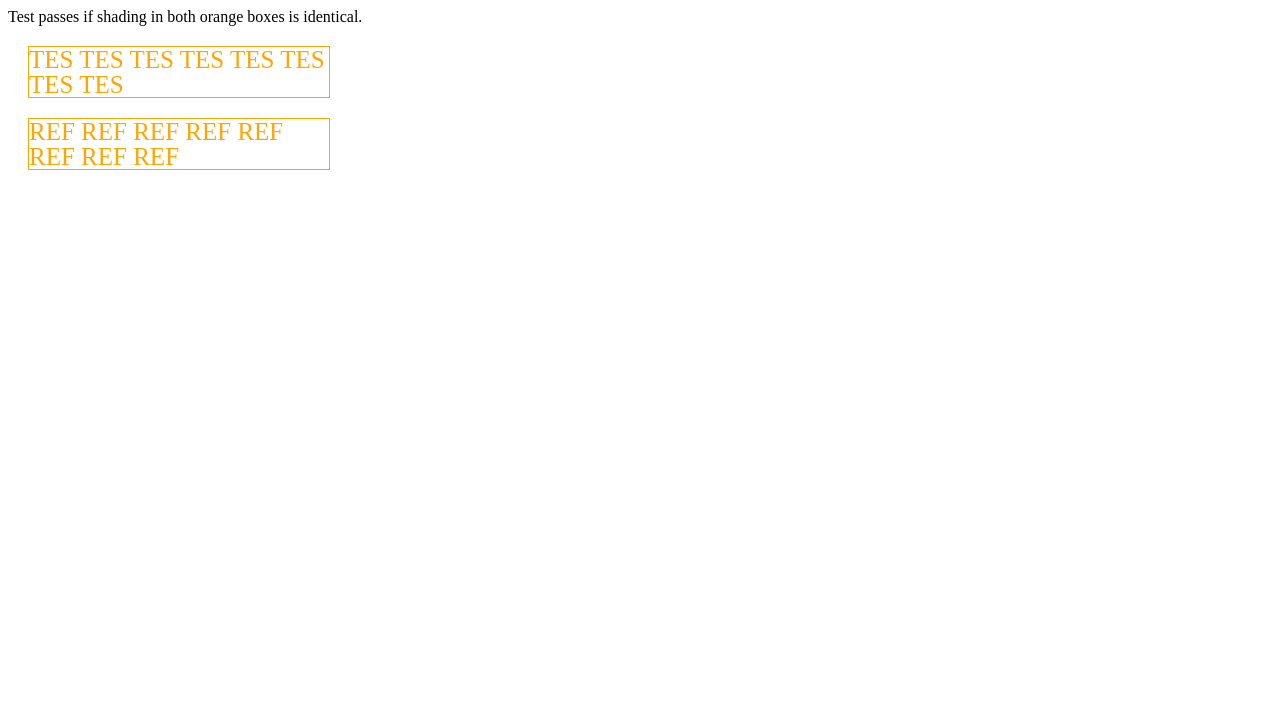 Test passes if shading in both orange boxes is identical.
TES TES TES TES TES TES
TES TES
REF REF REF REF REF
REF REF REF